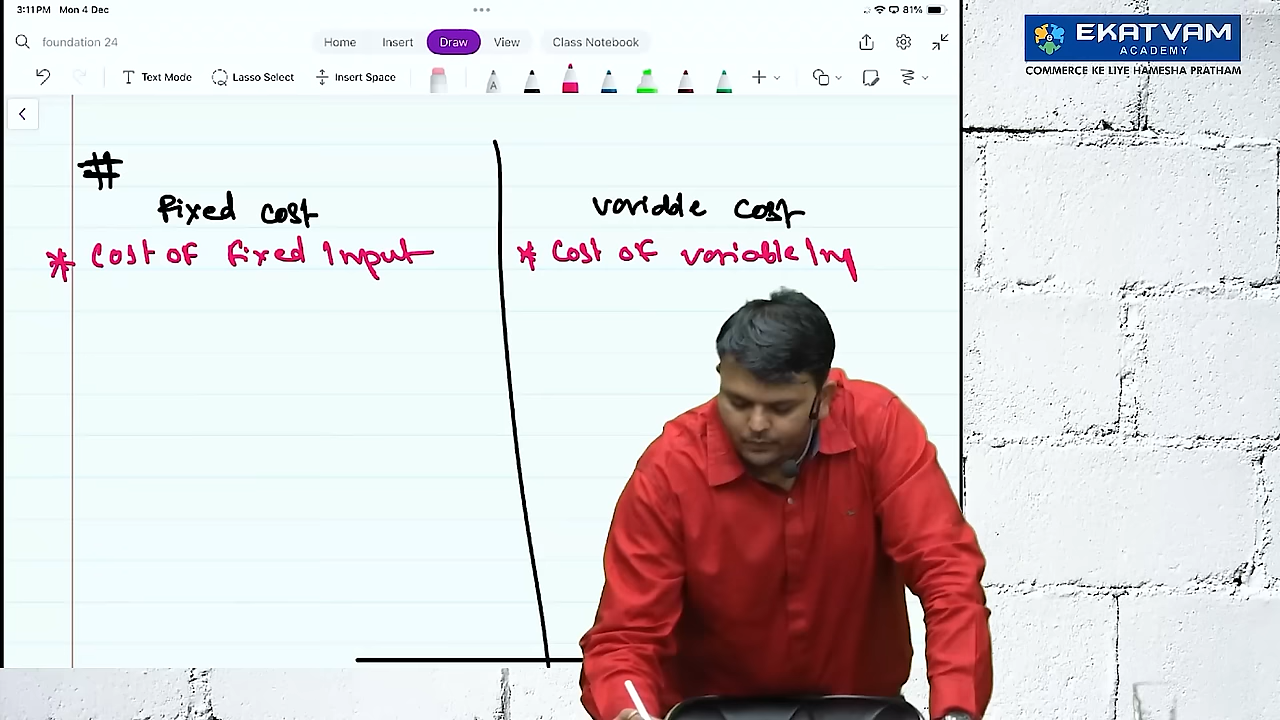 3:11PM Mon 4 Dec
81%
foundation 24
Home Insert Draw View Class Notebook
Text Mode Lasso Select Insert Space
EKATVAM
ACADEMY
COMMERCE KE LIYE HAMESHA PRATHAM
#
Fixed cost
* Cost of fixed Input
variable cost
* Cost of variable Inp